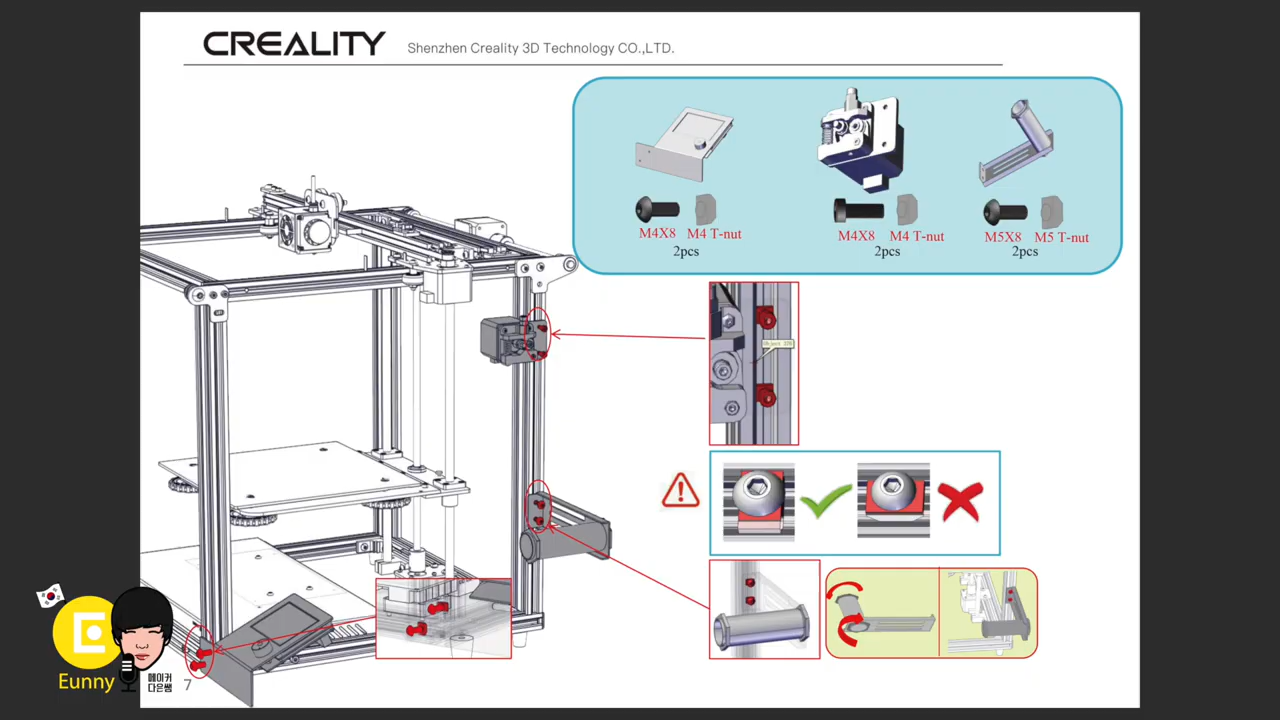 CREALITY
Shenzhen Creality 3D Technology CO.,LTD.
M4X8 M4 T-nut
2pcs
M4X8 M4 T-nut
2pcs
M5X8 M5 T-nut
2pcs
Eunny
메이커
다은쌤
7